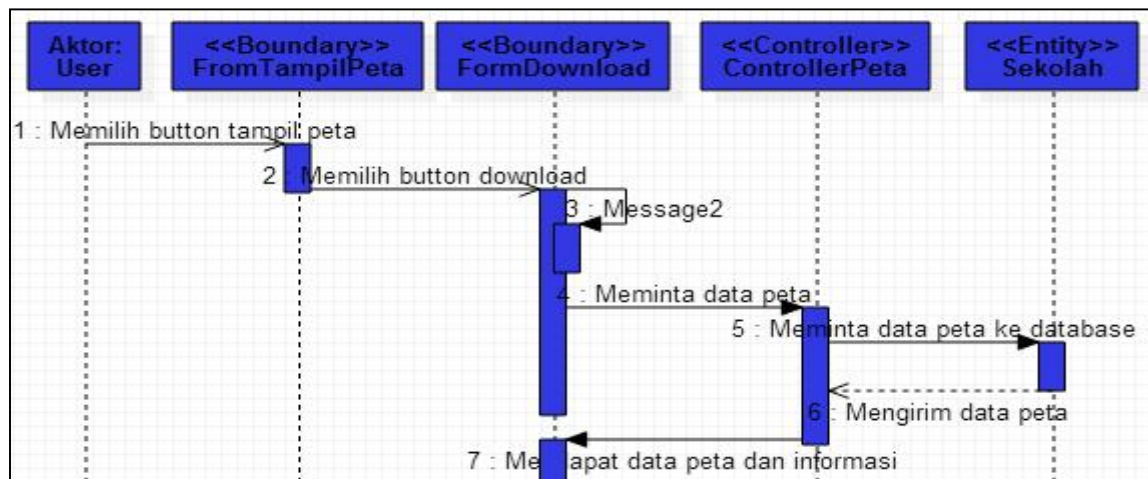 Aktor:
User
<<Boundary>>
FromTampilPeta
<<Boundary>>
FormDownload
<<Controller>>
ControllerPeta
<<Entity>>
Sekolah
1 : Memilih button tampil peta
2 : Memilih button download
3 : Message2
4 : Meminta data peta
5 : Meminta data peta ke database
6 : Mengirim data peta
7 : Mendapat data peta dan informasi